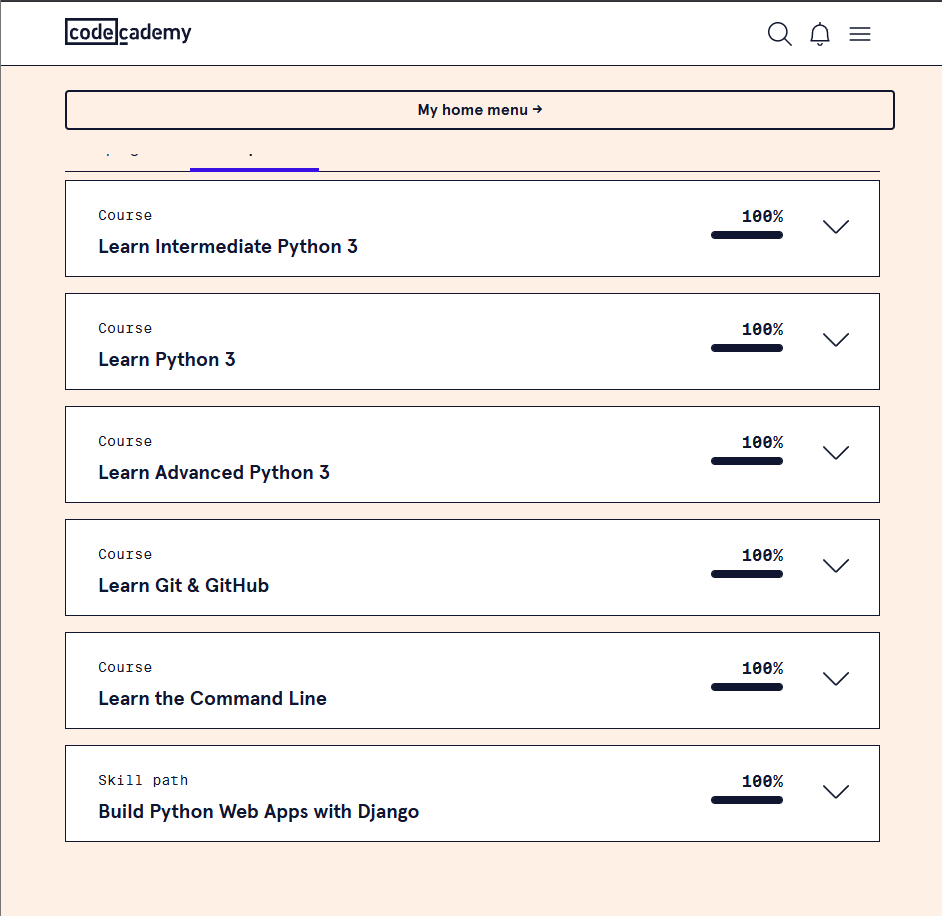 codecademy
My home menu →
Course
100%
Learn Intermediate Python 3
Course
100%
Learn Python 3
Course
100%
Learn Advanced Python 3
Course
100%
Learn Git & GitHub
Course
100%
Learn the Command Line
Skill path
100%
Build Python Web Apps with Django